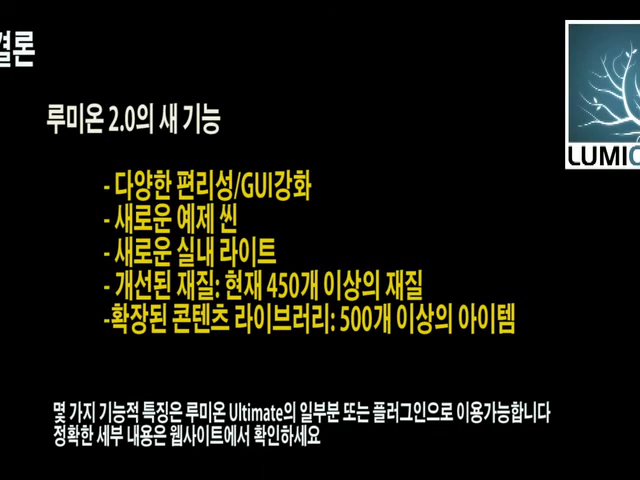 결론
루미온 2.0의 새 기능
- 다양한 편리성/GUI강화
- 새로운 예제 씬
- 새로운 실내 라이트
- 개선된 재질: 현재 450개 이상의 재질
-확장된 콘텐츠 라이브러리: 500개 이상의 아이템
몇 가지 기능적 특징은 루미온 Ultimate의 일부분 또는 플러그인으로 이용가능합니다
정확한 세부 내용은 웹사이트에서 확인하세요
LUMIO